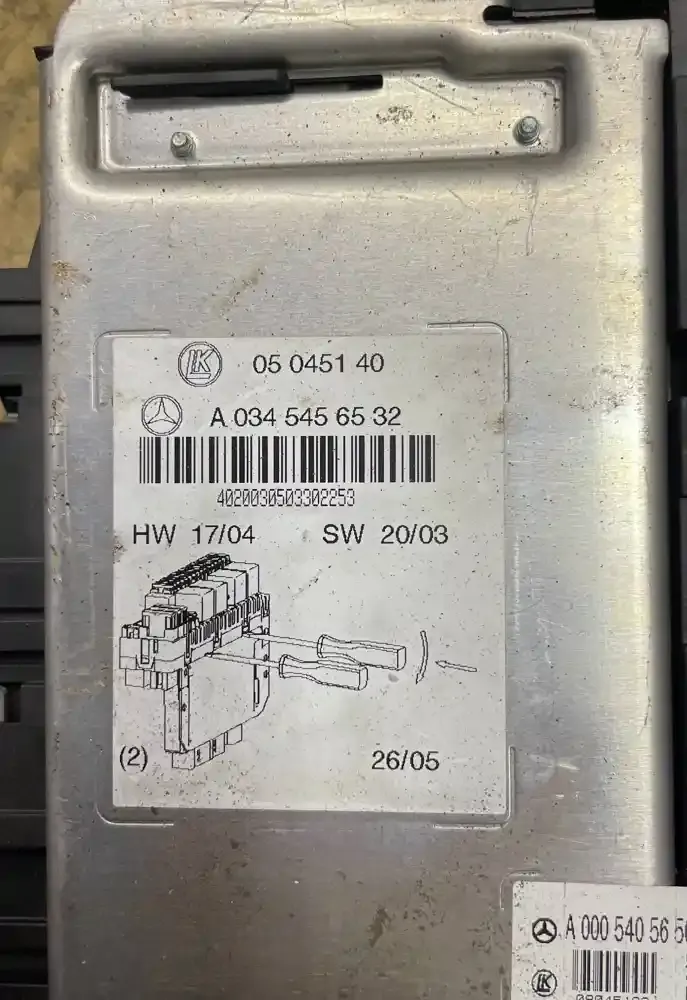 LK 05 0451 40
A 034 545 65 32
4020030503302253
HW 17/04 SW 20/03
(2) 26/05
A 000 540 56
LK